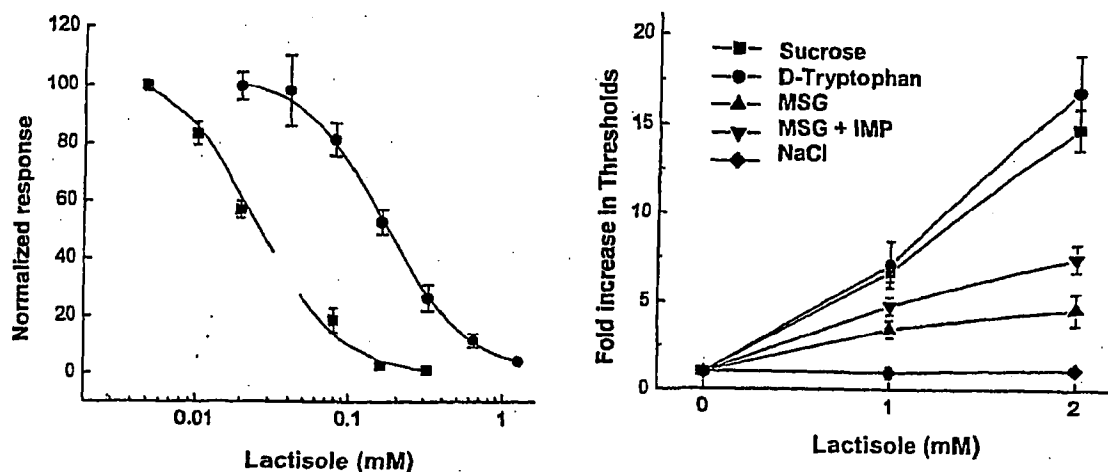 Normalized response
120
100
80
60
40
20
0
0.01
0.1
1
Lactisole (mM)
Fold increase in Thresholds
20
15
10
5
0
Sucrose
D-Tryptophan
MSG
MSG + IMP
NaCl
0
1
2
Lactisole (mM)